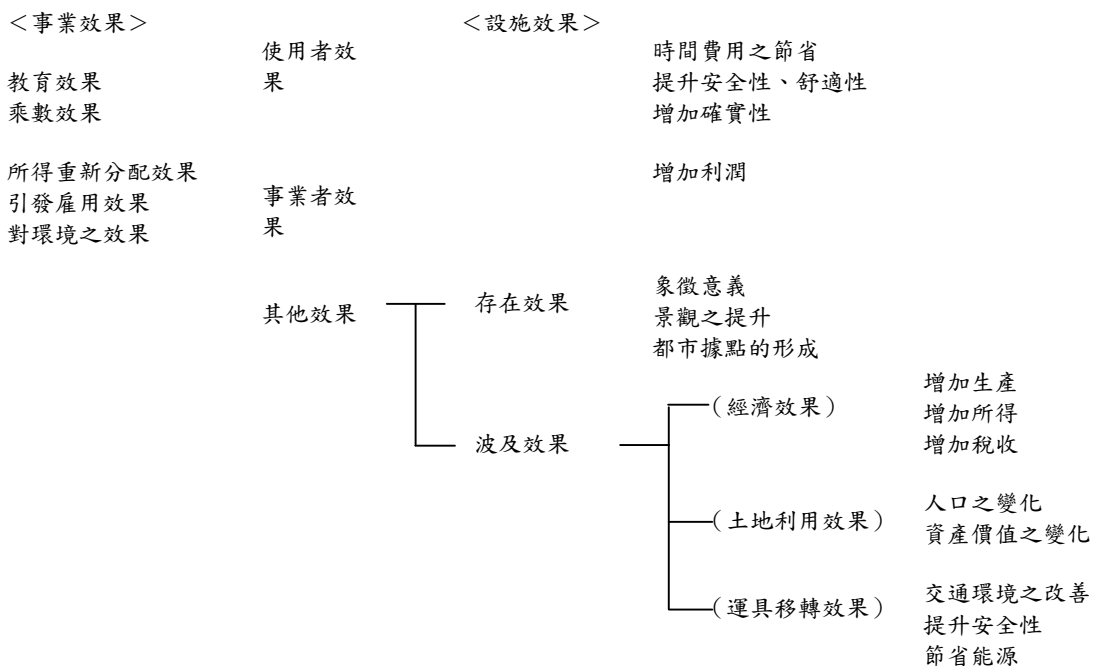 ＜事業效果＞
＜設施效果＞
教育效果
乘數效果
所得重新分配效果
引發雇用效果
對環境之效果
使用者效
果
時間費用之節省
提升安全性、舒適性
增加確實性
事業者效
果
增加利潤
其他效果
存在效果
象徵意義
景觀之提升
都市據點的形成
波及效果
（經濟效果）
增加生產
增加所得
增加稅收
（土地利用效果）
人口之變化
資產價值之變化
（運具移轉效果）
交通環境之改善
提升安全性
節省能源